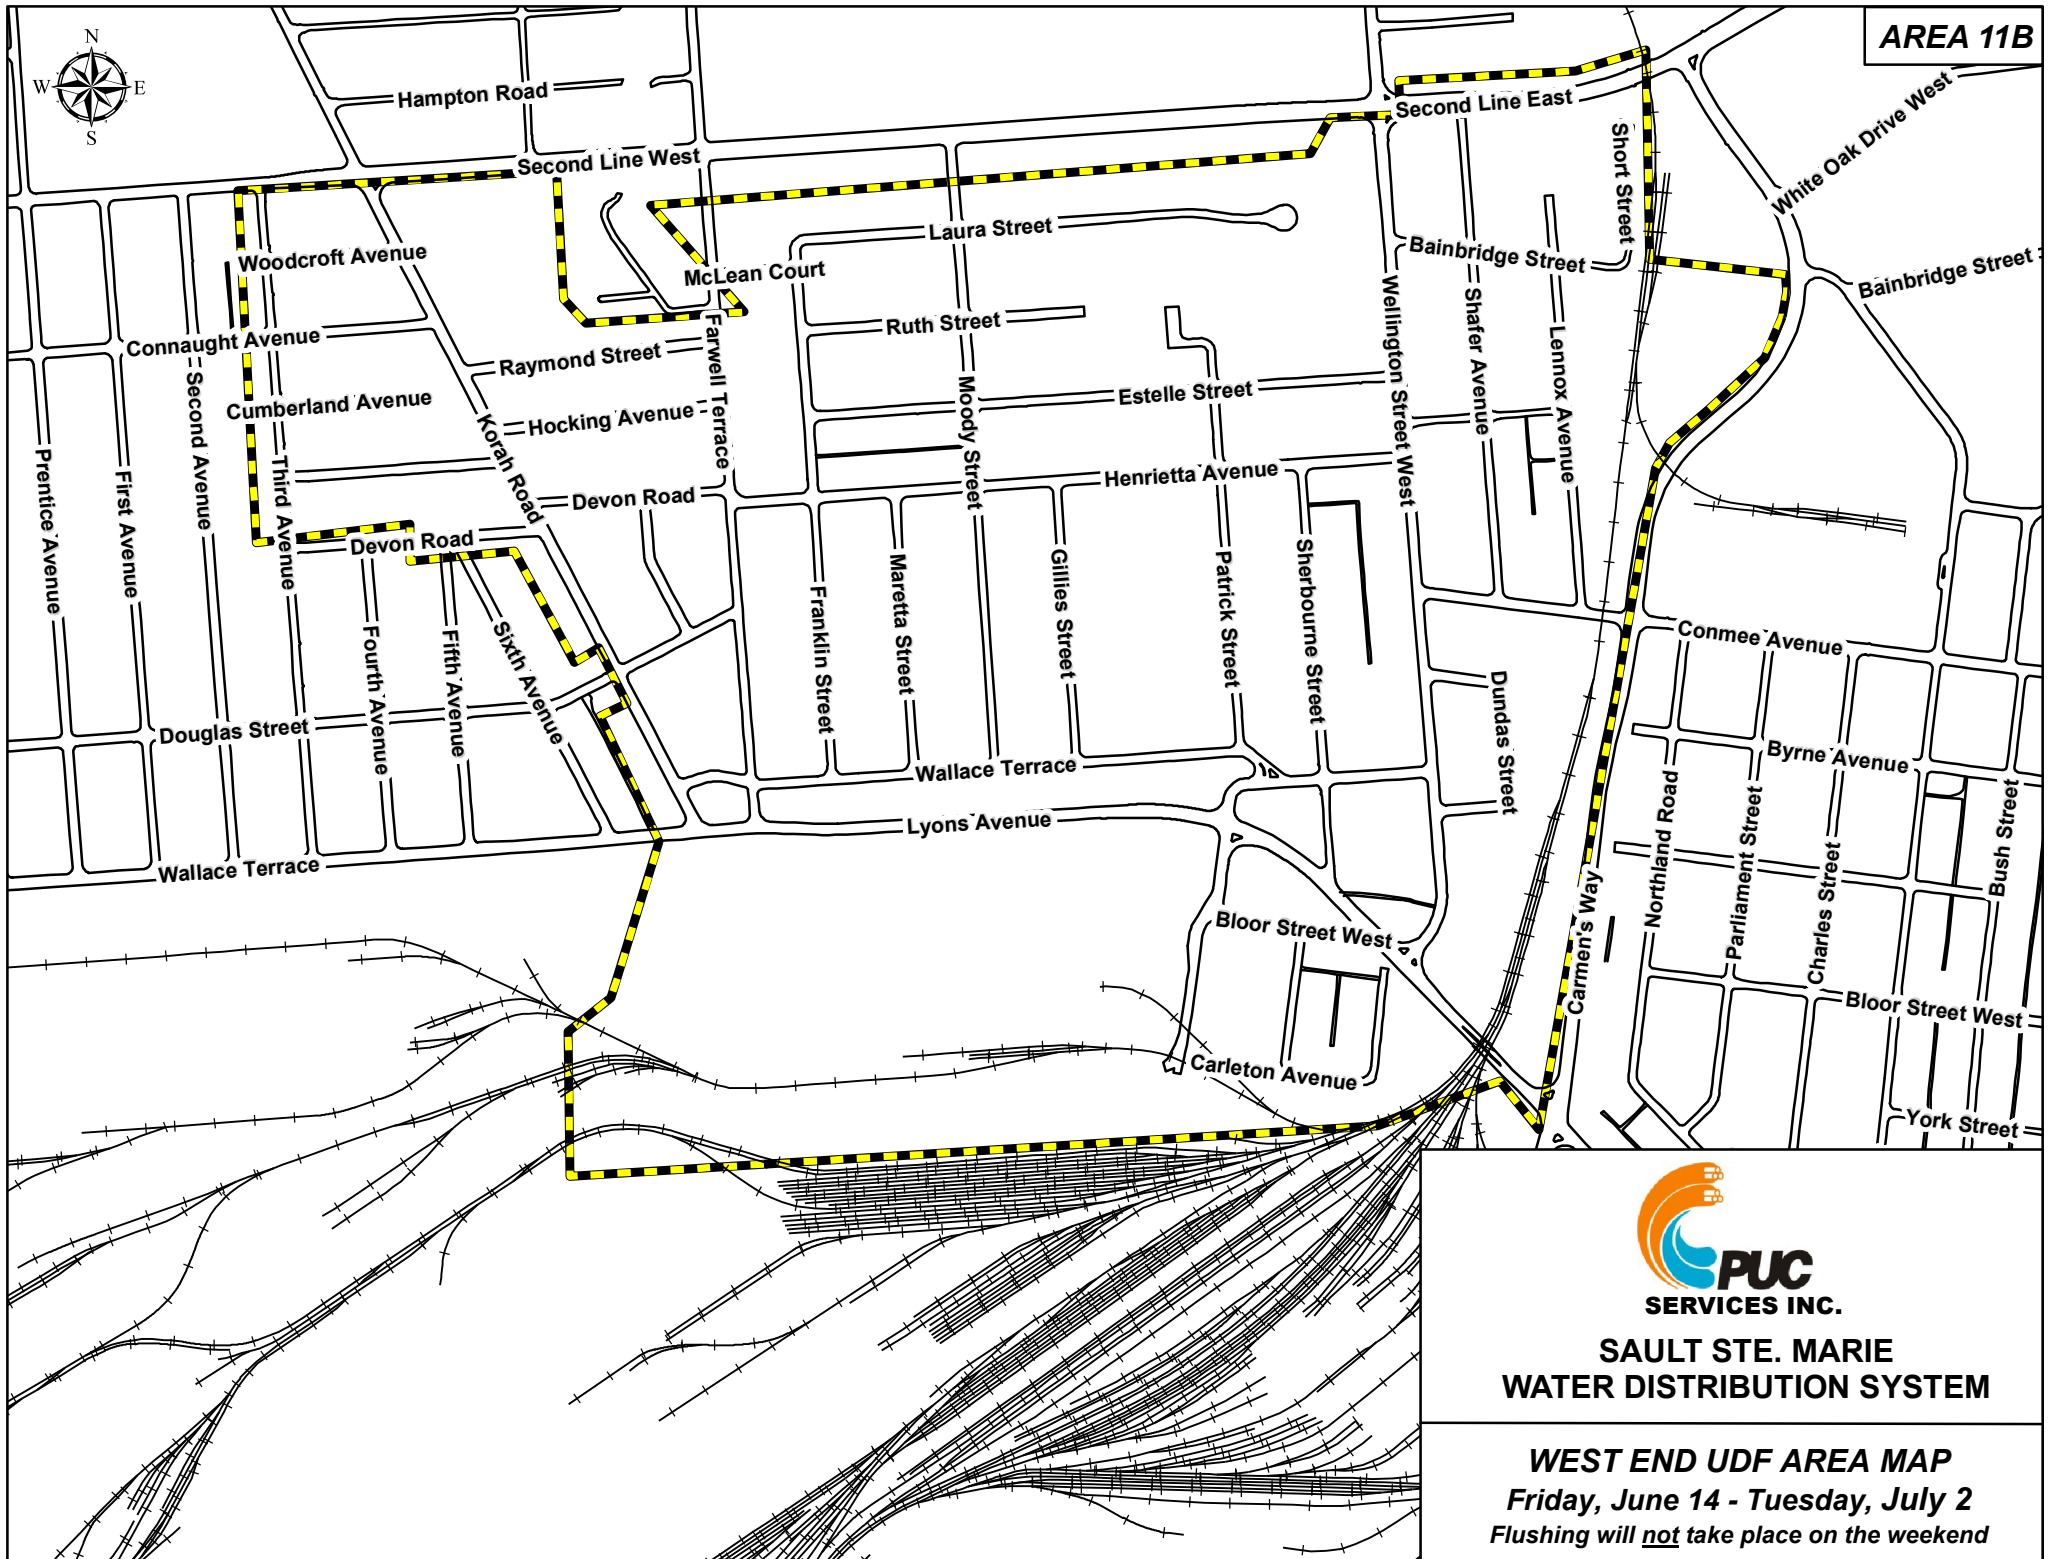 AREA 11B
N
W E
S
Hampton Road
Second Line West
Second Line East
White Oak Drive West
Short Street
Woodcroft Avenue
McLean Court
Laura Street
Bainbridge Street
Bainbridge Street
Connaught Avenue
Raymond Street
Ruth Street
Farwell Terrace
Wellington Street West
Shafer Avenue
Lennox Avenue
Second Avenue
Cumberland Avenue
Hocking Avenue
Korah Road
Moody Street
Estelle Street
Prentice Avenue
First Avenue
Third Avenue
Devon Road
Devon Road
Henrietta Avenue
Fourth Avenue
Fifth Avenue
Sixth Avenue
Franklin Street
Maretta Street
Gillies Street
Patrick Street
Sherbourne Street
Conmee Avenue
Dundas Street
Douglas Street
Byrne Avenue
Wallace Terrace
Lyons Avenue
Northland Road
Parliament Street
Charles Street
Bush Street
Wallace Terrace
Carmen's Way
Bloor Street West
Bloor Street West
Carleton Avenue
York Street
PUC
SERVICES INC.
SAULT STE. MARIE
WATER DISTRIBUTION SYSTEM
WEST END UDF AREA MAP
Friday, June 14 - Tuesday, July 2
Flushing will not take place on the weekend